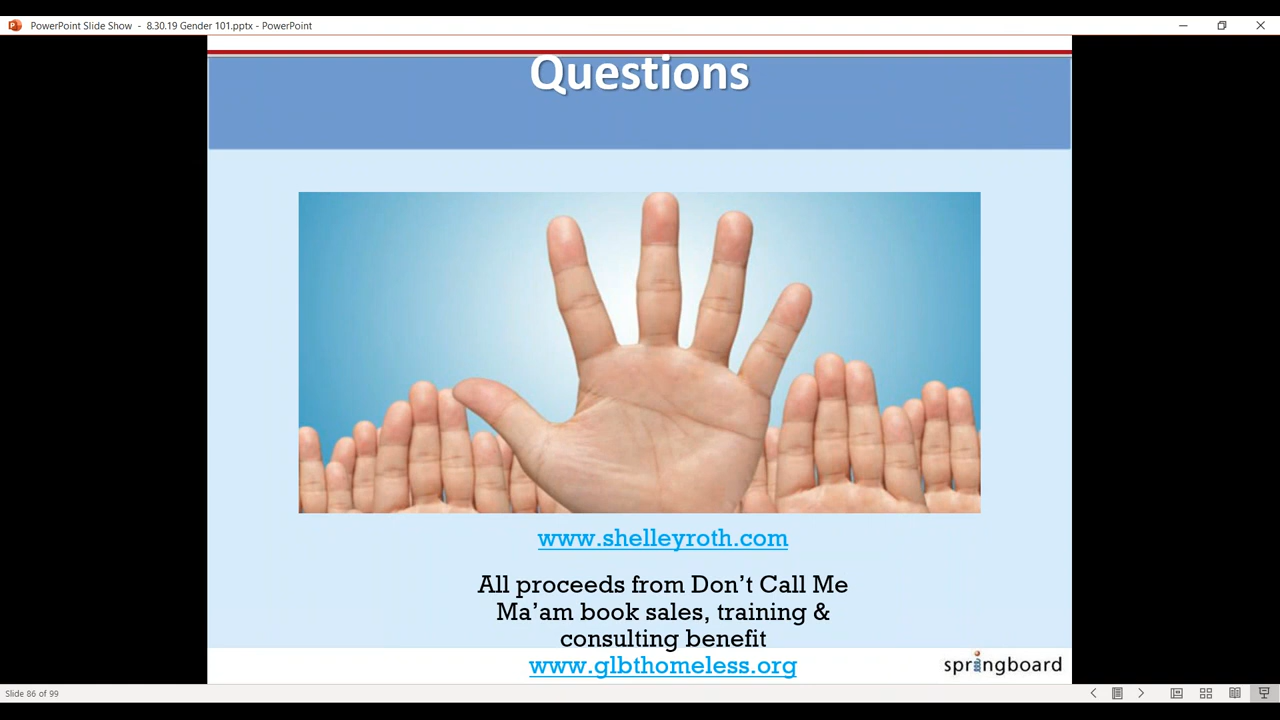 PowerPoint Slide Show - 8.30.19 Gender 101.pptx - PowerPoint
Questions
www.shelleyroth.com
All proceeds from Don’t Call Me
Ma’am book sales, training &
consulting benefit
www.glbthomeless.org
springboard
Slide 86 of 99